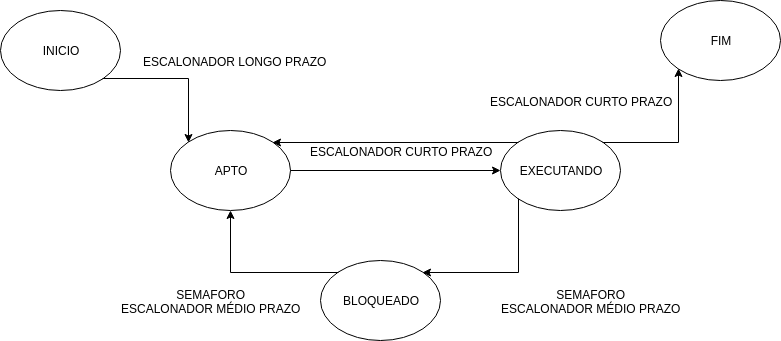 INICIO
FIM
ESCALONADOR LONGO PRAZO
ESCALONADOR CURTO PRAZO
ESCALONADOR CURTO PRAZO
APTO
EXECUTANDO
SEMAFORO
ESCALONADOR MÉDIO PRAZO
BLOQUEADO
SEMAFORO
ESCALONADOR MÉDIO PRAZO